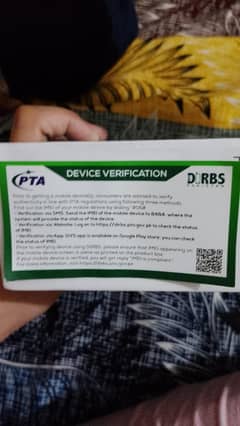 PTA
DEVICE VERIFICATION
DIRBS
PAKISTAN
Prior to getting a mobile device(s), consumers are advised to verify
authenticity in line with PTA regulations using following three methods.
Find out the IMEI of your mobile device by dialing *#06#
- Verification via SMS. Send the IMEI of the mobile device to 8484, where the
system will provide the status of the device.
- Verification via Website: Log on to https://dirbs.pta.gov.pk to check the status
of IMEI.
- Verification via App: DVS app is available on Google Play store, you can check
the status of IMEI.
Prior to verifying device using DIRBS, please ensure that IMEI appearing on
the mobile device screen is same as printed on the
If your mobile device is verified, you will get reply "IMEI is compliant"
For more information, visit https://dirbs.pta.gov.pk